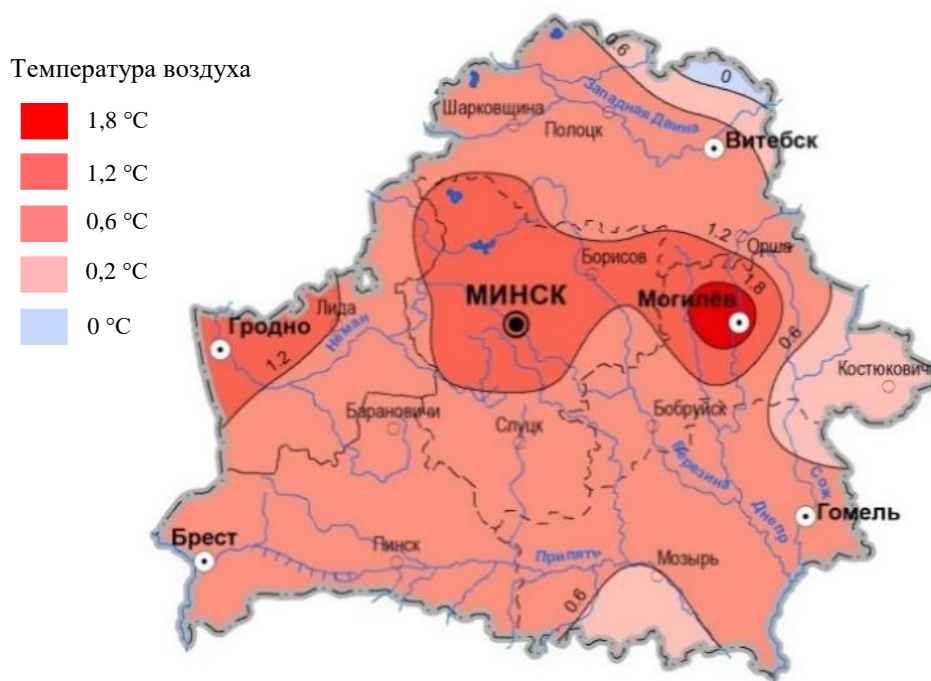 Температура воздуха
1,8 °C
1,2 °C
0,6 °C
0,2 °C
0 °C
0.6
0
Западная Двина
Шарковщина
Полоцк
Витебск
1.2
Орша
Борисов
МИНСК
Могилёв
1.8
Лида
Гродно
Неман
1.2
0.6
Костюкович
Барановичи
Слуцк
Бобруйск
Березина
Сож
Днепр
Гомель
Брест
Пинск
Припять
Мозырь
0.6